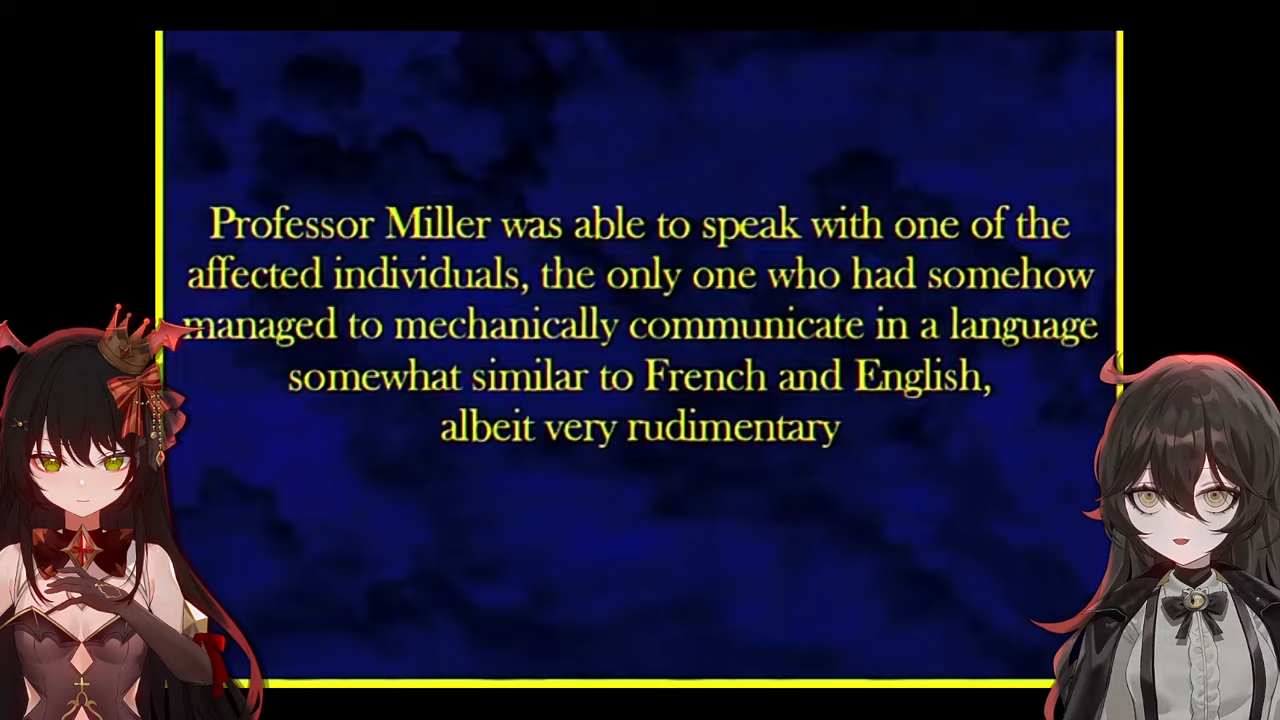 Professor Miller was able to speak with one of the
affected individuals, the only one who had somehow
managed to mechanically communicate in a language
somewhat similar to French and English,
albeit very rudimentary